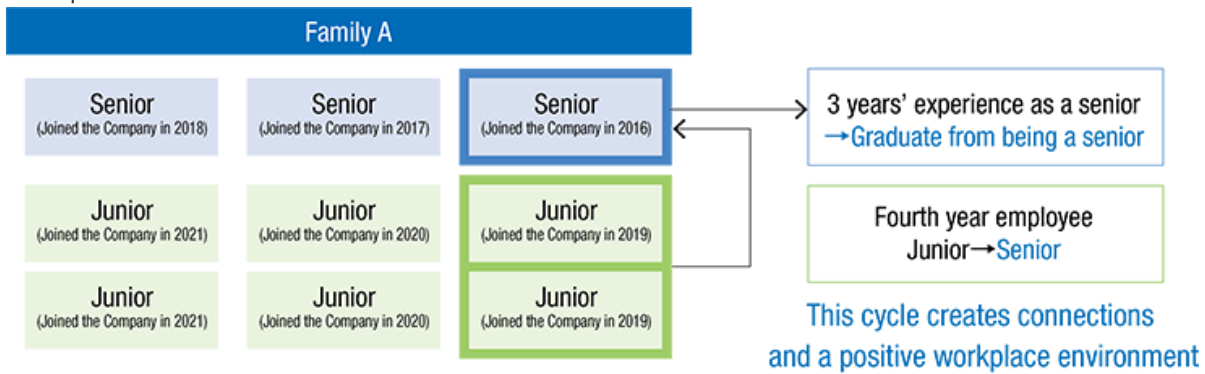 Family A
Senior
(Joined the Company in 2018)
Senior
(Joined the Company in 2017)
Senior
(Joined the Company in 2016)
3 years’ experience as a senior
→Graduate from being a senior
Junior
(Joined the Company in 2021)
Junior
(Joined the Company in 2020)
Junior
(Joined the Company in 2019)
Fourth year employee
Junior→Senior
Junior
(Joined the Company in 2021)
Junior
(Joined the Company in 2020)
Junior
(Joined the Company in 2019)
This cycle creates connections
and a positive workplace environment